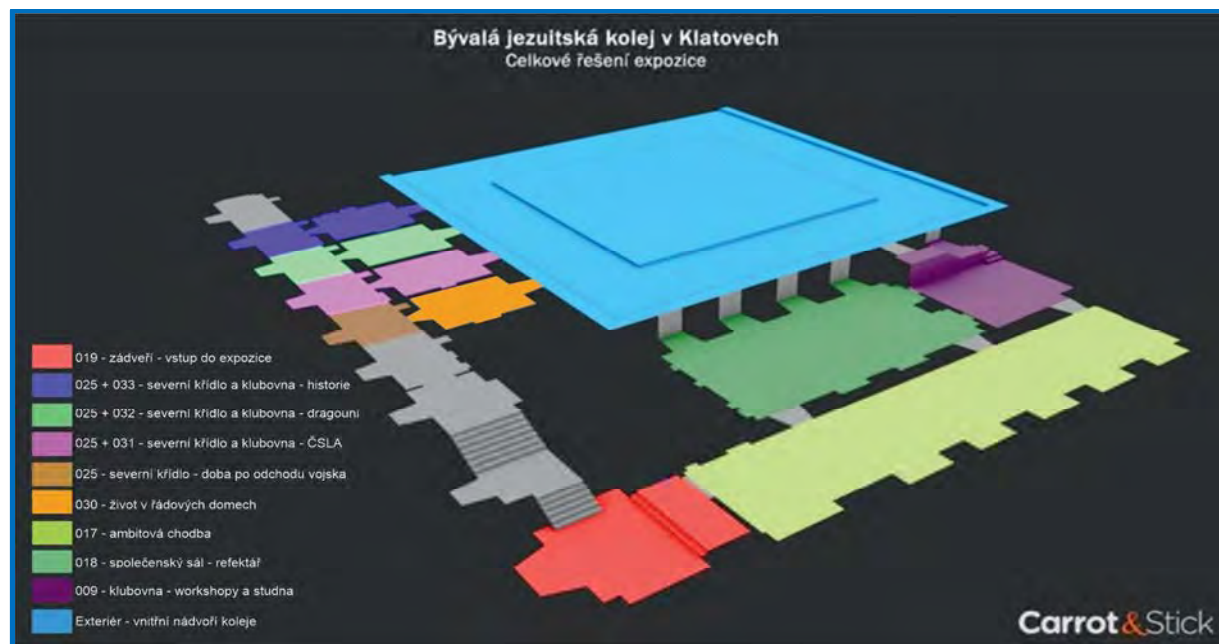 Bývalá jezuitská kolej v Klatovech
Celkové řešení expozice
019 - zádveří - vstup do expozice
025 + 033 - severní křídlo a klubovna - historie
025 + 032 - severní křídlo a klubovna - dragouni
025 + 031 - severní křídlo a klubovna - ČSLA
025 - severní křídlo - doba po odchodu vojska
030 - život v řádových domech
017 - ambitová chodba
018 - společenský sál - refektář
009 - klubovna - workshopy a studna
Exteriér - vnitřní nádvoří koleje
Carrot&Stick